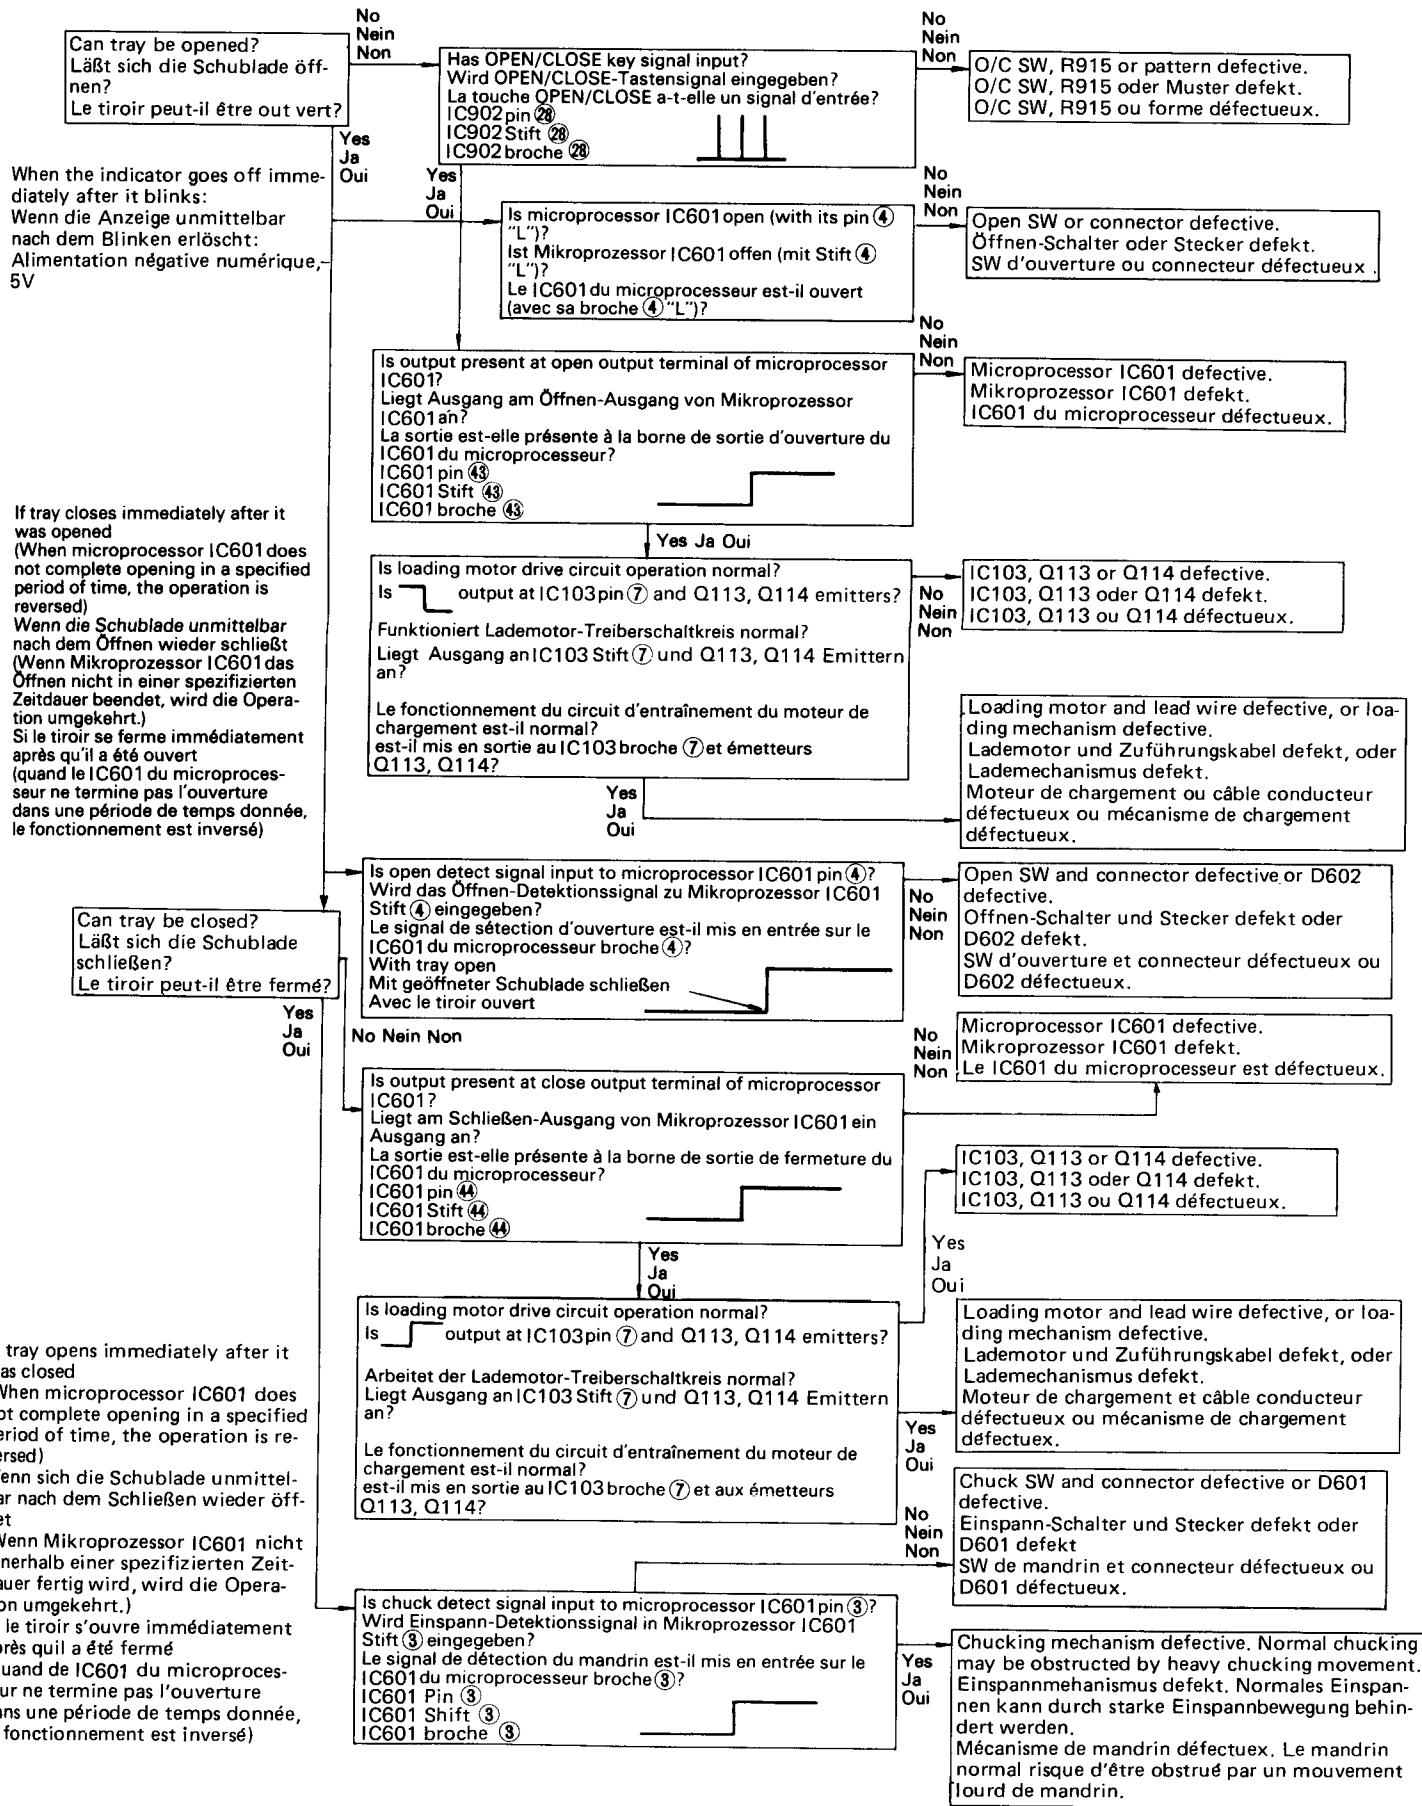 No
Nein
Non
Can tray be opened?
Läßt sich die Schublade öff-
nen?
Le tiroir peut-il être out vert?
Has OPEN/CLOSE key signal input?
Wird OPEN/CLOSE-Tastensignal eingegeben?
La touche OPEN/CLOSE a-t-elle un signal d'entrée?
IC902 pin ㉘
IC902 Stift ㉘
IC902 broche ㉘
No
Nein
Non
O/C SW, R915 or pattern defective.
O/C SW, R915 oder Muster defekt.
O/C SW, R915 ou forme défectueux.
Yes
Ja
Oui
When the indicator goes off imme-
diately after it blinks:
Wenn die Anzeige unmittelbar
nach dem Blinken erlöscht:
Alimentation négative numérique,-
5V
Yes
Ja
Oui
Is microprocessor IC601 open (with its pin ④
"L")?
Ist Mikroprozessor IC601 offen (mit Stift ④
"L")?
Le IC601 du microprocesseur est-il ouvert
(avec sa broche ④ "L")?
No
Nein
Non
Open SW or connector defective.
Öffnen-Schalter oder Stecker defekt.
SW d'ouverture ou connecteur défectueux .
Is output present at open output terminal of microprocessor
IC601?
Liegt Ausgang am Öffnen-Ausgang von Mikroprozessor
IC601 an?
La sortie est-elle présente à la borne de sortie d'ouverture du
IC601 du microprocesseur?
IC601 pin ㊸
IC601 Stift ㊸
IC601 broche ㊸
No
Nein
Non
Microprocessor IC601 defective.
Mikroprozessor IC601 defekt.
IC601 du microprocesseur défectueux.
If tray closes immediately after it
was opened
(When microprocessor IC601 does
not complete opening in a specified
period of time, the operation is
reversed)
Wenn die Schublade unmittelbar
nach dem Öffnen wieder schließt
(Wenn Mikroprozessor IC601 das
Öffnen nicht in einer spezifizierten
Zeitdauer beendet, wird die Opera-
tion umgekehrt.)
Si le tiroir se ferme immédiatement
après qu'il a été ouvert
(quand le IC601 du microproces-
seur ne termine pas l'ouverture
dans une période de temps donnée,
le fonctionnement est inversé)
Yes Ja Oui
Is loading motor drive circuit operation normal?
Is output at IC103 pin ⑦ and Q113, Q114 emitters?
Funktioniert Lademotor-Treiberschaltkreis normal?
Liegt Ausgang an IC103 Stift ⑦ und Q113, Q114 Emittern
an?
Le fonctionnement du circuit d'entraînement du moteur de
chargement est-il normal?
est-il mis en sortie au IC103 broche ⑦ et émetteurs
Q113, Q114?
No
Nein
Non
IC103, Q113 or Q114 defective.
IC103, Q113 oder Q114 defekt.
IC103, Q113 ou Q114 défectueux.
Yes
Ja
Oui
Loading motor and lead wire defective, or loa-
ding mechanism defective.
Lademotor und Zuführungskabel defekt, oder
Lademechanismus defekt.
Moteur de chargement ou câble conducteur
défectueux ou mécanisme de chargement
défectueux.
Is open detect signal input to microprocessor IC601 pin ④?
Wird das Öffnen-Detektionssignal zu Mikroprozessor IC601
Stift ④ eingegeben?
Le signal de sétection d'ouverture est-il mis en entrée sur le
IC601 du microprocesseur broche ④?
With tray open
Mit geöffneter Schublade schließen
Avec le tiroir ouvert
No
Nein
Non
Open SW and connector defective or D602
defective.
Offnen-Schalter und Stecker defekt oder
D602 defekt.
SW d'ouverture et connecteur défectueux ou
D602 défectueux.
Can tray be closed?
Läßt sich die Schublade
schließen?
Le tiroir peut-il être fermé?
Yes
Ja
Oui
No Nein Non
Is output present at close output terminal of microprocessor
IC601?
Liegt am Schließen-Ausgang von Mikroprozessor IC601 ein
Ausgang an?
La sortie est-elle présente à la borne de sortie de fermeture du
IC601 du microprocesseur?
IC601 pin ㊹
IC601 Stift ㊹
IC601 broche ㊹
No
Nein
Non
Microprocessor IC601 defective.
Mikroprozessor IC601 defekt.
Le IC601 du microprocesseur est défectueux.
IC103, Q113 or Q114 defective.
IC103, Q113 oder Q114 defekt.
IC103, Q113 ou Q114 défectueux.
Yes
Ja
Oui
Yes
Ja
Oui
Is loading motor drive circuit operation normal?
Is output at IC103 pin ⑦ and Q113, Q114 emitters?
Arbeitet der Lademotor-Treiberschaltkreis normal?
Liegt Ausgang an IC103 Stift ⑦ und Q113, Q114 Emittern
an?
Le fonctionnement du circuit d'entraînement du moteur de
chargement est-il normal?
est-il mis en sortie au IC103 broche ⑦ et aux émetteurs
Q113, Q114?
Yes
Ja
Oui
Loading motor and lead wire defective, or loa-
ding mechanism defective.
Lademotor und Zuführungskabel defekt, oder
Lademechanismus defekt.
Moteur de chargement et câble conducteur
défectueux ou mécanisme de chargement
défectuex.
tray opens immediately after it
as closed
When microprocessor IC601 does
ot complete opening in a specified
eriod of time, the operation is re-
ersed)
enn sich die Schublade unmittel-
ar nach dem Schließen wieder öff-
et
Wenn Mikroprozessor IC601 nicht
nerhalb einer spezifizierten Zeit-
auer fertig wird, wird die Opera-
on umgekehrt.)
le tiroir s'ouvre immédiatement
près quil a été fermé
uand de IC601 du microproces-
ur ne termine pas l'ouverture
ans une période de temps donnée,
fonctionnement est inversé)
No
Nein
Non
Chuck SW and connector defective or D601
defective.
Einspann-Schalter und Stecker defekt oder
D601 defekt
SW de mandrin et connecteur défectueux ou
D601 défectueux.
Is chuck detect signal input to microprocessor IC601 pin ③?
Wird Einspann-Detektionssignal in Mikroprozessor IC601
Stift ③ eingegeben?
Le signal de détection du mandrin est-il mis en entrée sur le
IC601 du microprocesseur broche ③?
IC601 Pin ③
IC601 Shift ③
IC601 broche ③
Yes
Ja
Oui
Chucking mechanism defective. Normal chucking
may be obstructed by heavy chucking movement.
Einspannmehanismus defekt. Normales Einspan-
nen kann durch starke Einspannbewegung behin-
dert werden.
Mécanisme de mandrin défectuex. Le mandrin
normal risque d'être obstrué par un mouvement
lourd de mandrin.